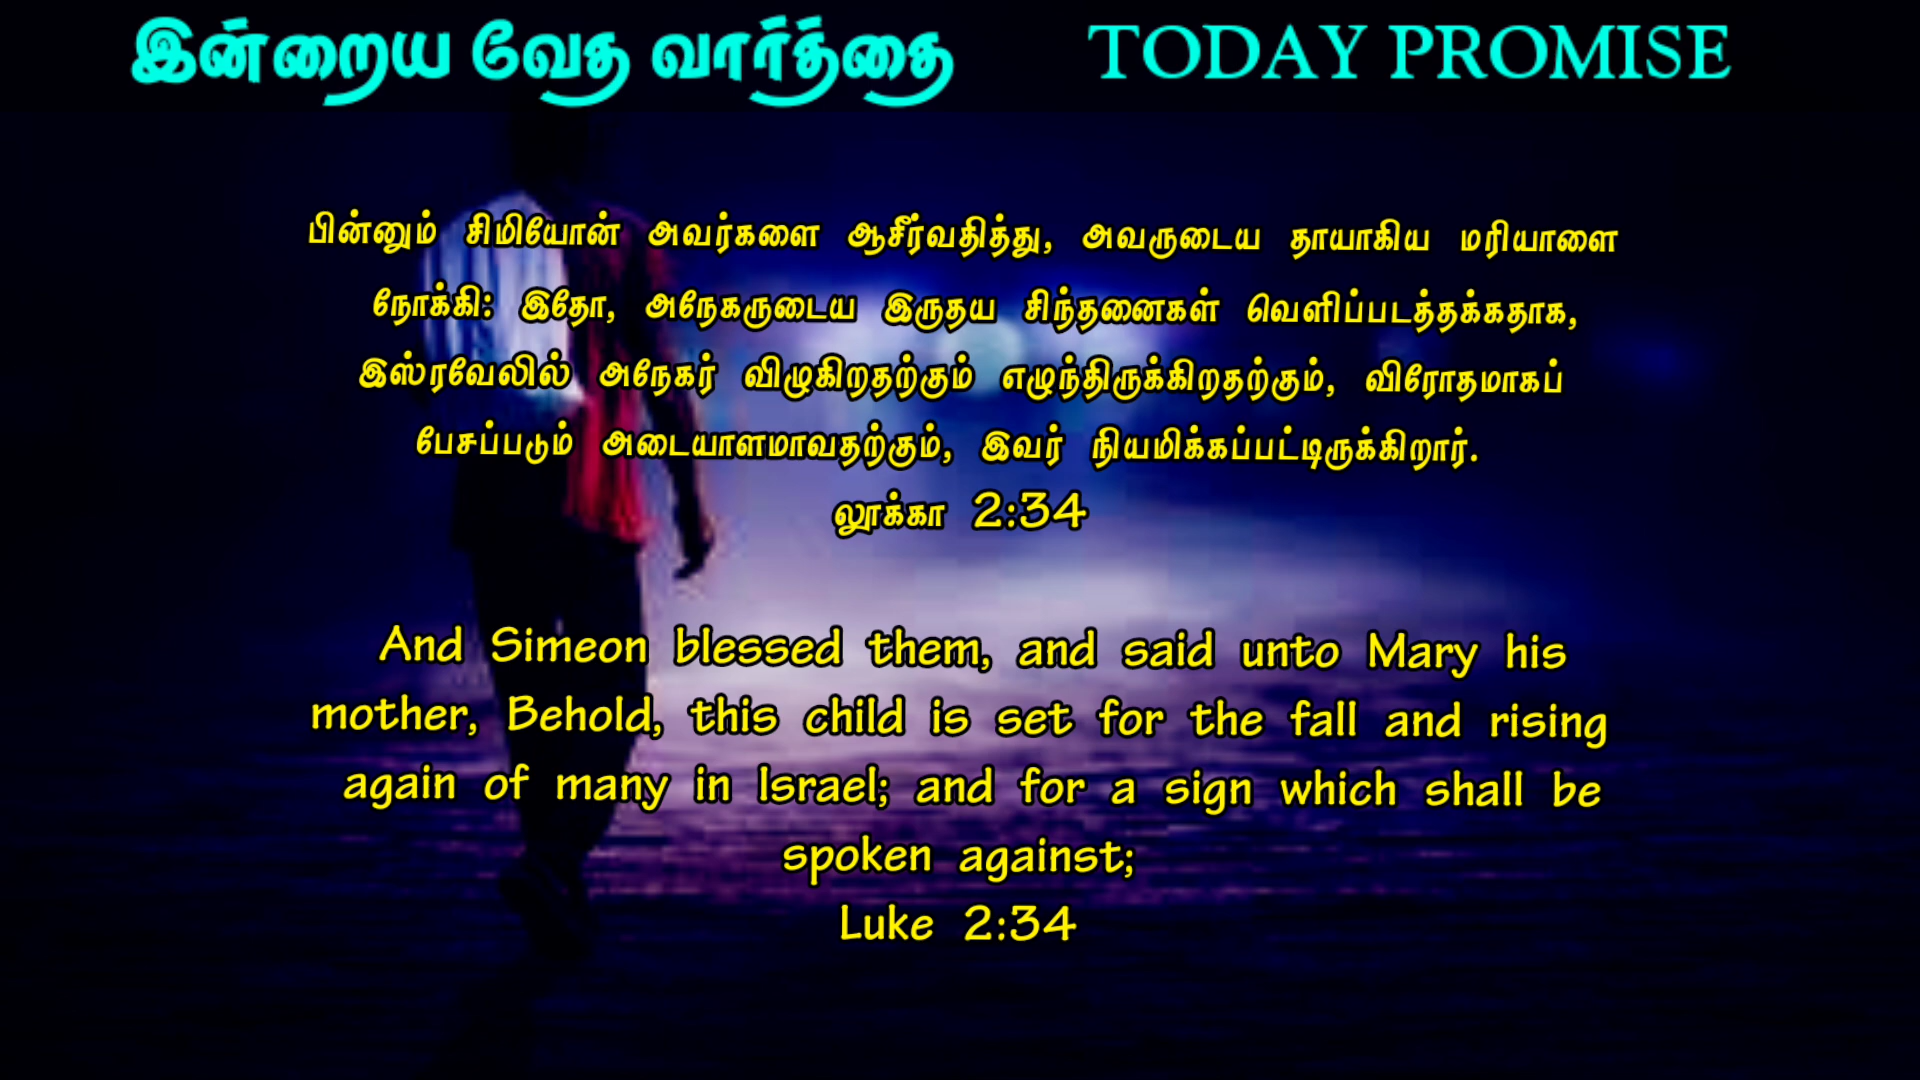 இன்றைய வேத வார்த்தை TODAY PROMISE
பின்னும் சிமியோன் அவர்களை ஆசீர்வதித்து, அவருடைய தாயாகிய மரியாளை
நோக்கி: இதோ, அநேகருடைய இருதய சிந்தனைகள் வெளிப்படத்தக்கதாக,
இஸ்ரவேலில் அநேகர் விழுகிறதற்கும் எழுந்திருக்கிறதற்கும், விரோதமாகப்
பேசப்படும் அடையாளமாவதற்கும், இவர் நியமிக்கப்பட்டிருக்கிறார்.
லூக்கா 2:34
And Simeon blessed them, and said unto Mary his
mother, Behold, this child is set for the fall and rising
again of many in Israel; and for a sign which shall be
spoken against;
Luke 2:34